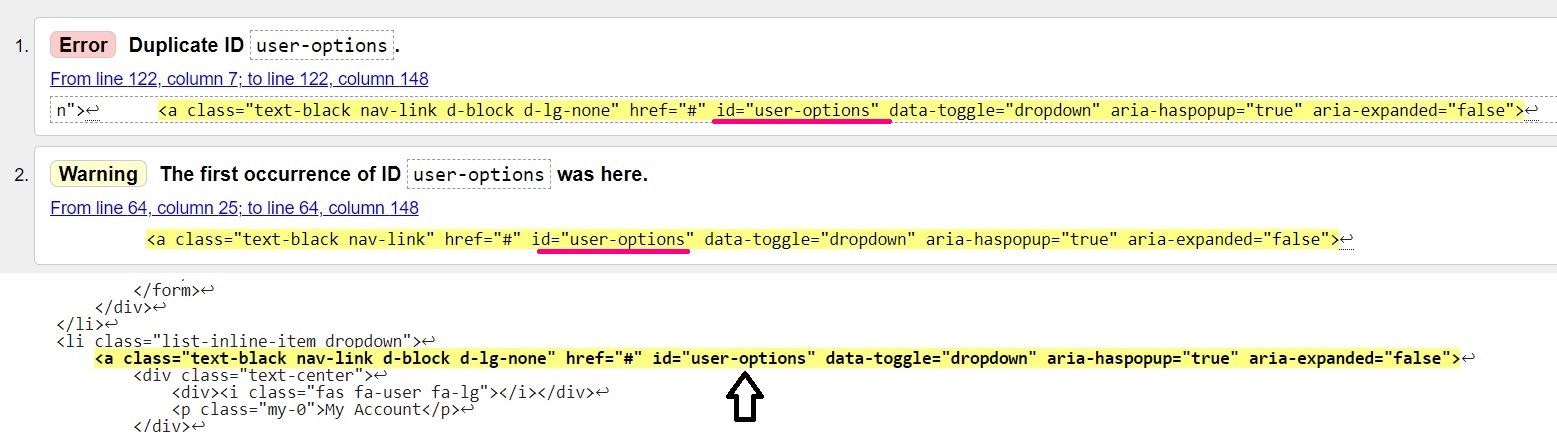 1. Error Duplicate ID user-options.
From line 122, column 7; to line 122, column 148
n">↩ <a class="text-black nav-link d-block d-lg-none" href="#" id="user-options" data-toggle="dropdown" aria-haspopup="true" aria-expanded="false">↩
2. Warning The first occurrence of ID user-options was here.
From line 64, column 25; to line 64, column 148
<a class="text-black nav-link" href="#" id="user-options" data-toggle="dropdown" aria-haspopup="true" aria-expanded="false">↩
</form>↩
</div>↩
</li>↩
<li class="list-inline-item dropdown">↩
<a class="text-black nav-link d-block d-lg-none" href="#" id="user-options" data-toggle="dropdown" aria-haspopup="true" aria-expanded="false">↩
<div class="text-center">↩
<div><i class="fas fa-user fa-lg"></i></div>↩
<p class="my-0">My Account</p>↩
</div>↩